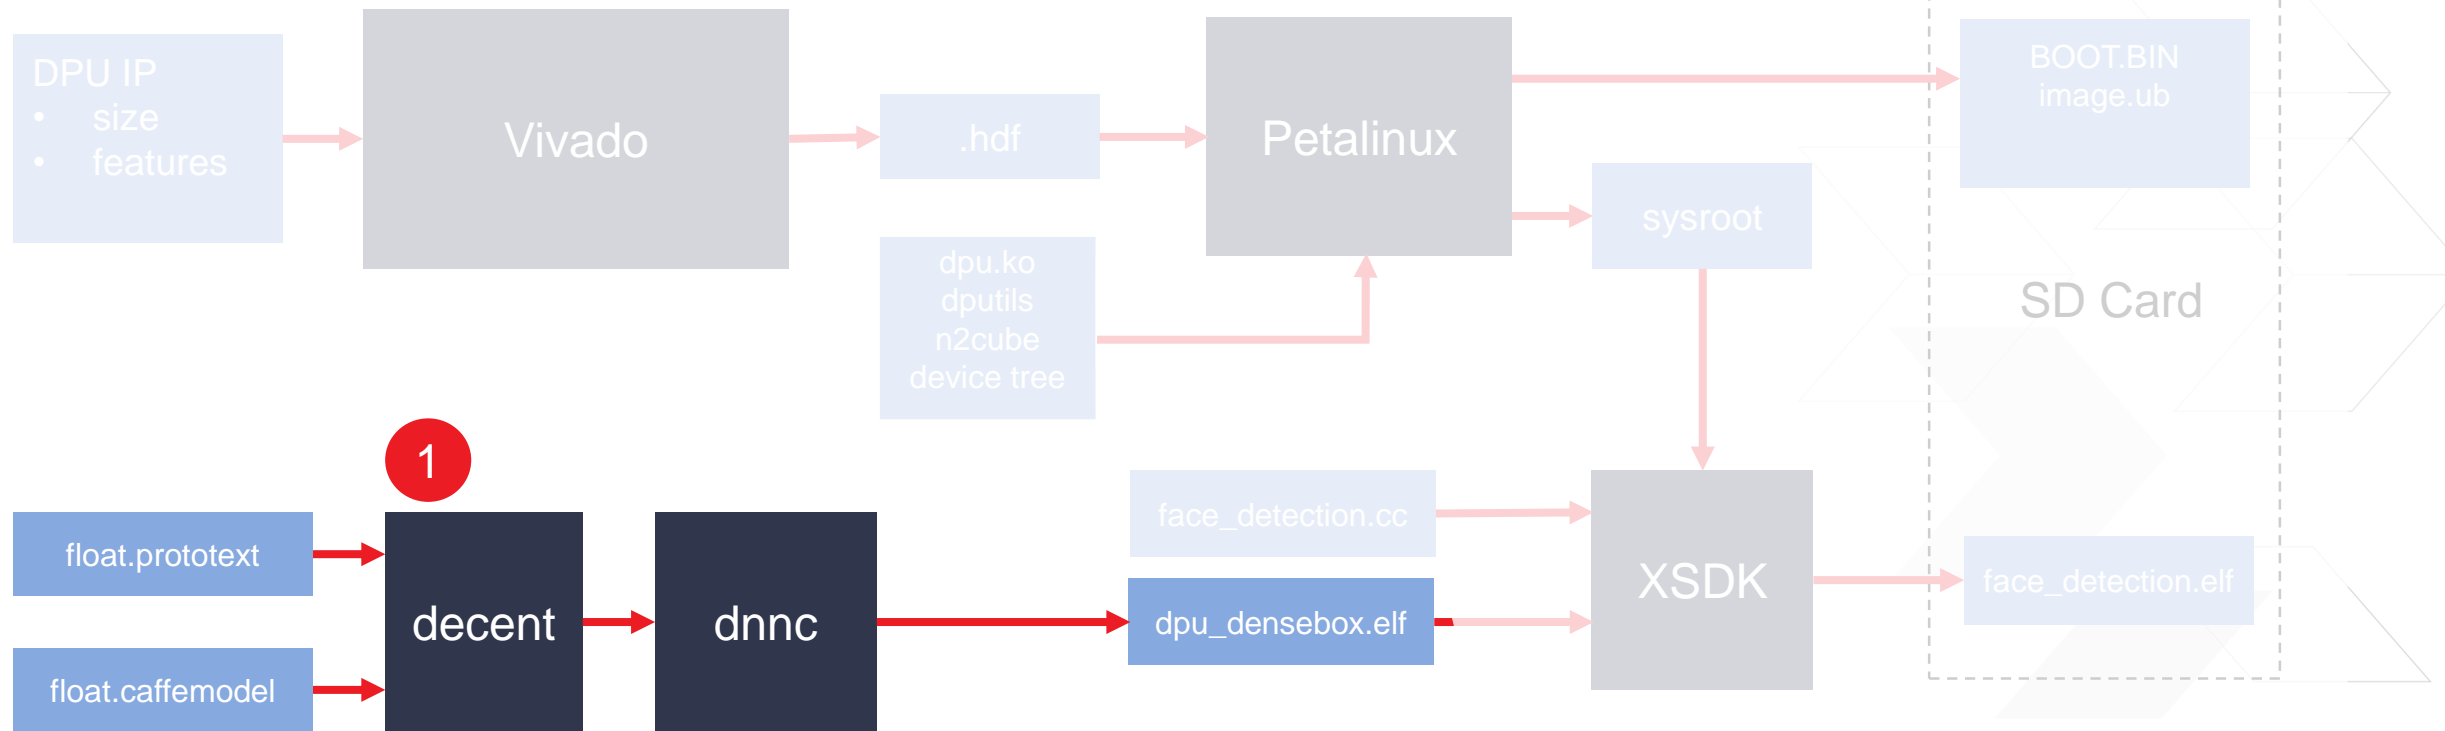 DPU IP
• size
• features
Vivado
.hdf
dpu.ko
dputils
n2cube
device tree
Petalinux
sysroot
BOOT.BIN
image.ub
SD Card
1
float.prototext
float.caffemodel
decent
dnnc
face_detection.cc
dpu_densebox.elf
XSDK
face_detection.elf